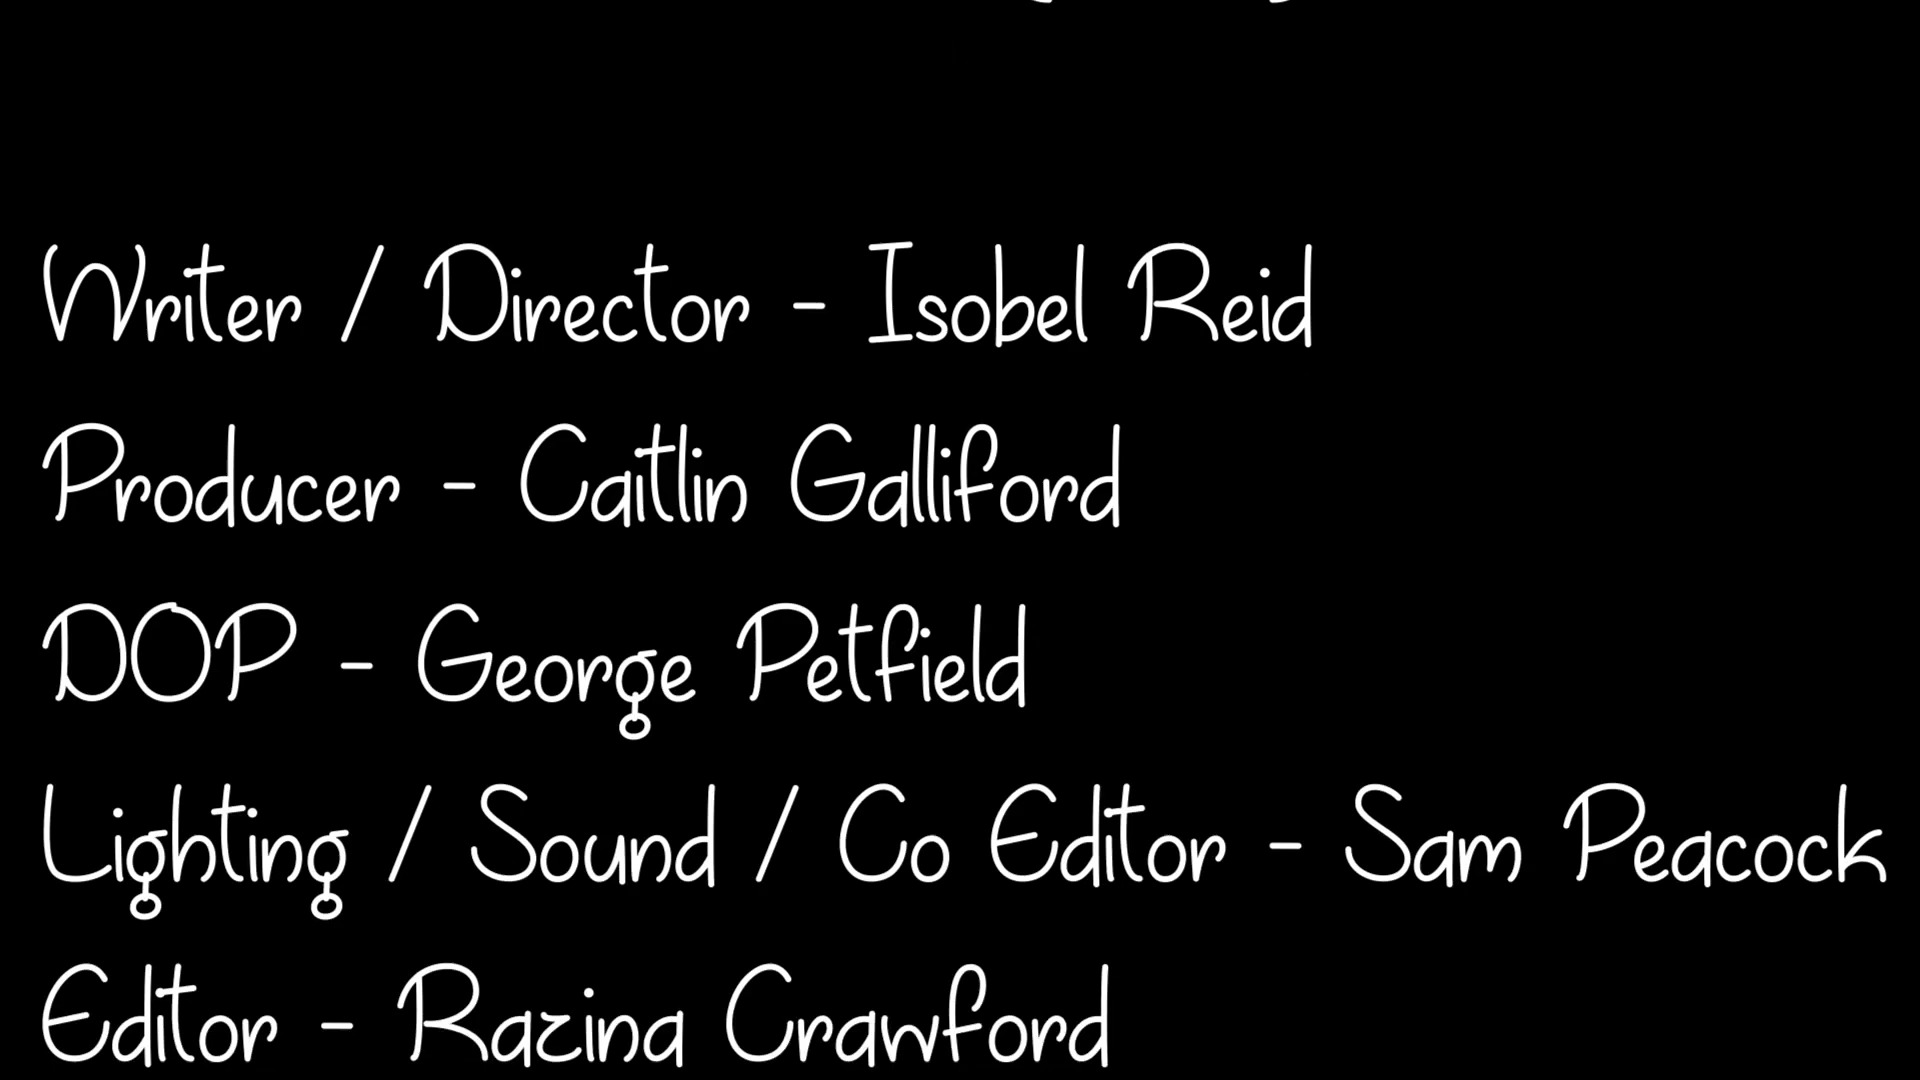 Writer / Director - Isobel Reid
Producer - Caitlin Galliford
DOP - George Petfield
Lighting / Sound / Co Editor - Sam Peacock
Editor - Razina Crawford